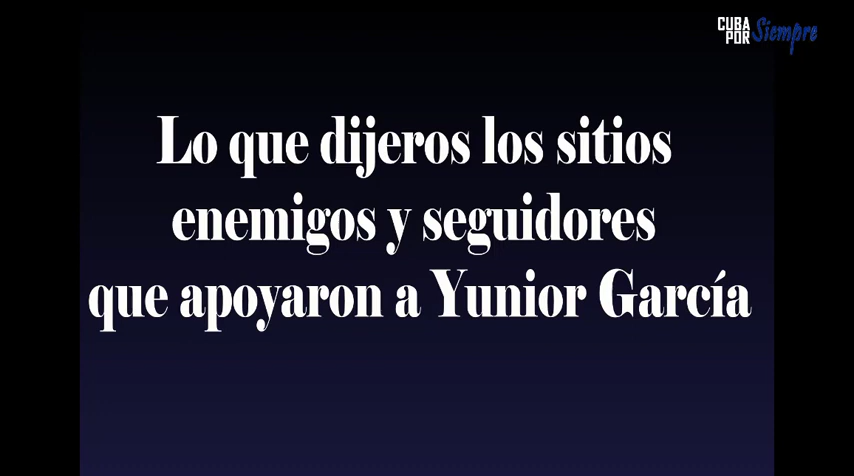 CUBA
POR Siempre
Lo que dijeros los sitios
enemigos y seguidores
que apoyaron a Yunior García